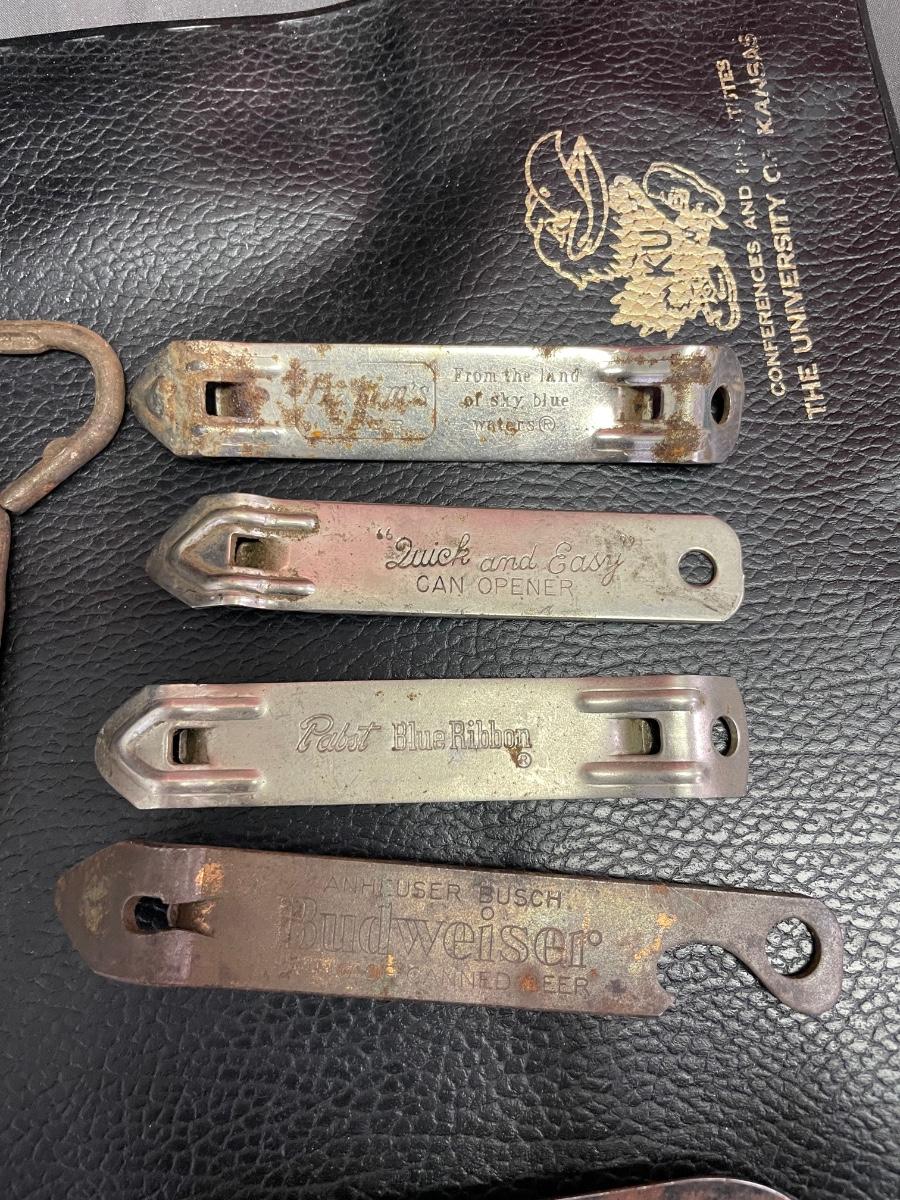 CONFERENCES AND
THE UNIVERSITY OF KANSAS
KU
From the land
of sky blue
waters®
"Quick and Easy"
CAN OPENER
Pabst Blue Ribbon
®
ANHEUSER BUSCH
Budweiser
CANNED BEER